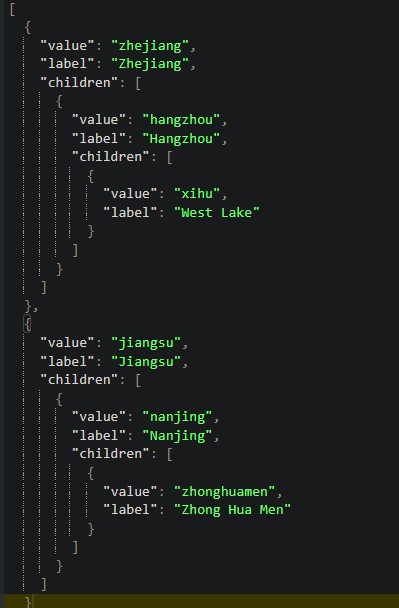 [
  {
    "value": "zhejiang",
    "label": "Zhejiang",
    "children": [
      {
        "value": "hangzhou",
        "label": "Hangzhou",
        "children": [
          {
            "value": "xihu",
            "label": "West Lake"
          }
        ]
      }
    ]
  },
  {
    "value": "jiangsu",
    "label": "Jiangsu",
    "children": [
      {
        "value": "nanjing",
        "label": "Nanjing",
        "children": [
          {
            "value": "zhonghuamen",
            "label": "Zhong Hua Men"
          }
        ]
      }
    ]
  }